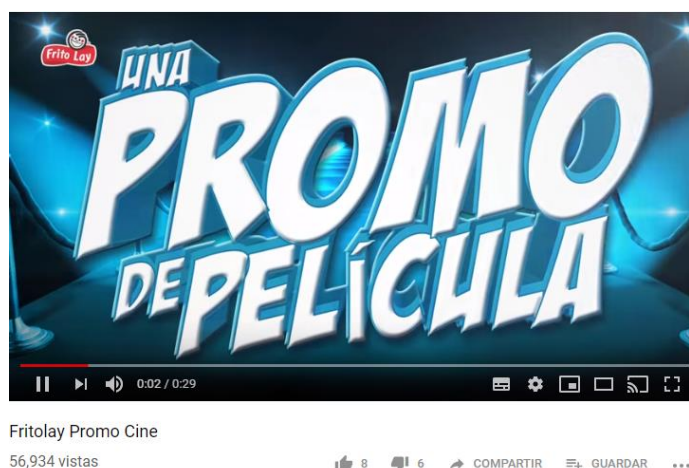 Frito Lay
UNA
PROMO
DE PELÍCULA
0:02 / 0:29
Fritolay Promo Cine
56,934 vistas
8 6 COMPARTIR GUARDAR